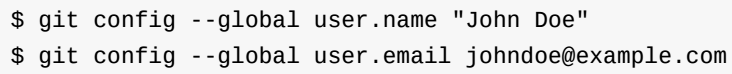 $ git config --global user.name "John Doe"
$ git config --global user.email johndoe@example.com